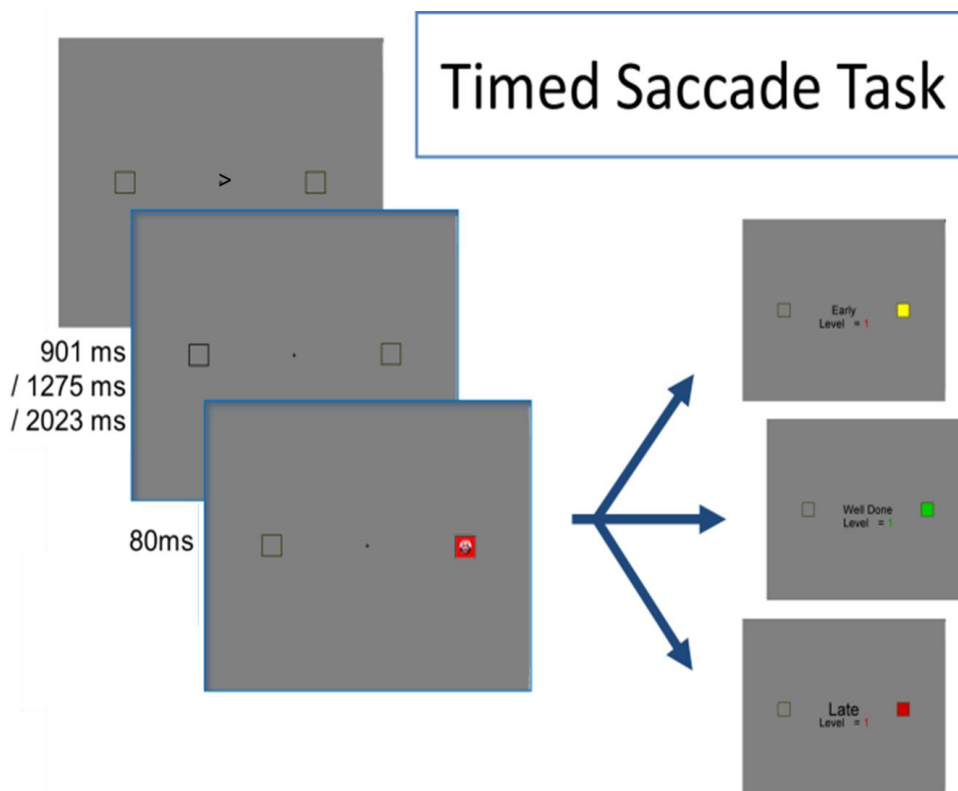 Timed Saccade Task
>
901 ms
/ 1275 ms
/ 2023 ms
80ms
Early
Level = 1
Well Done
Level = 1
Late
Level = 1